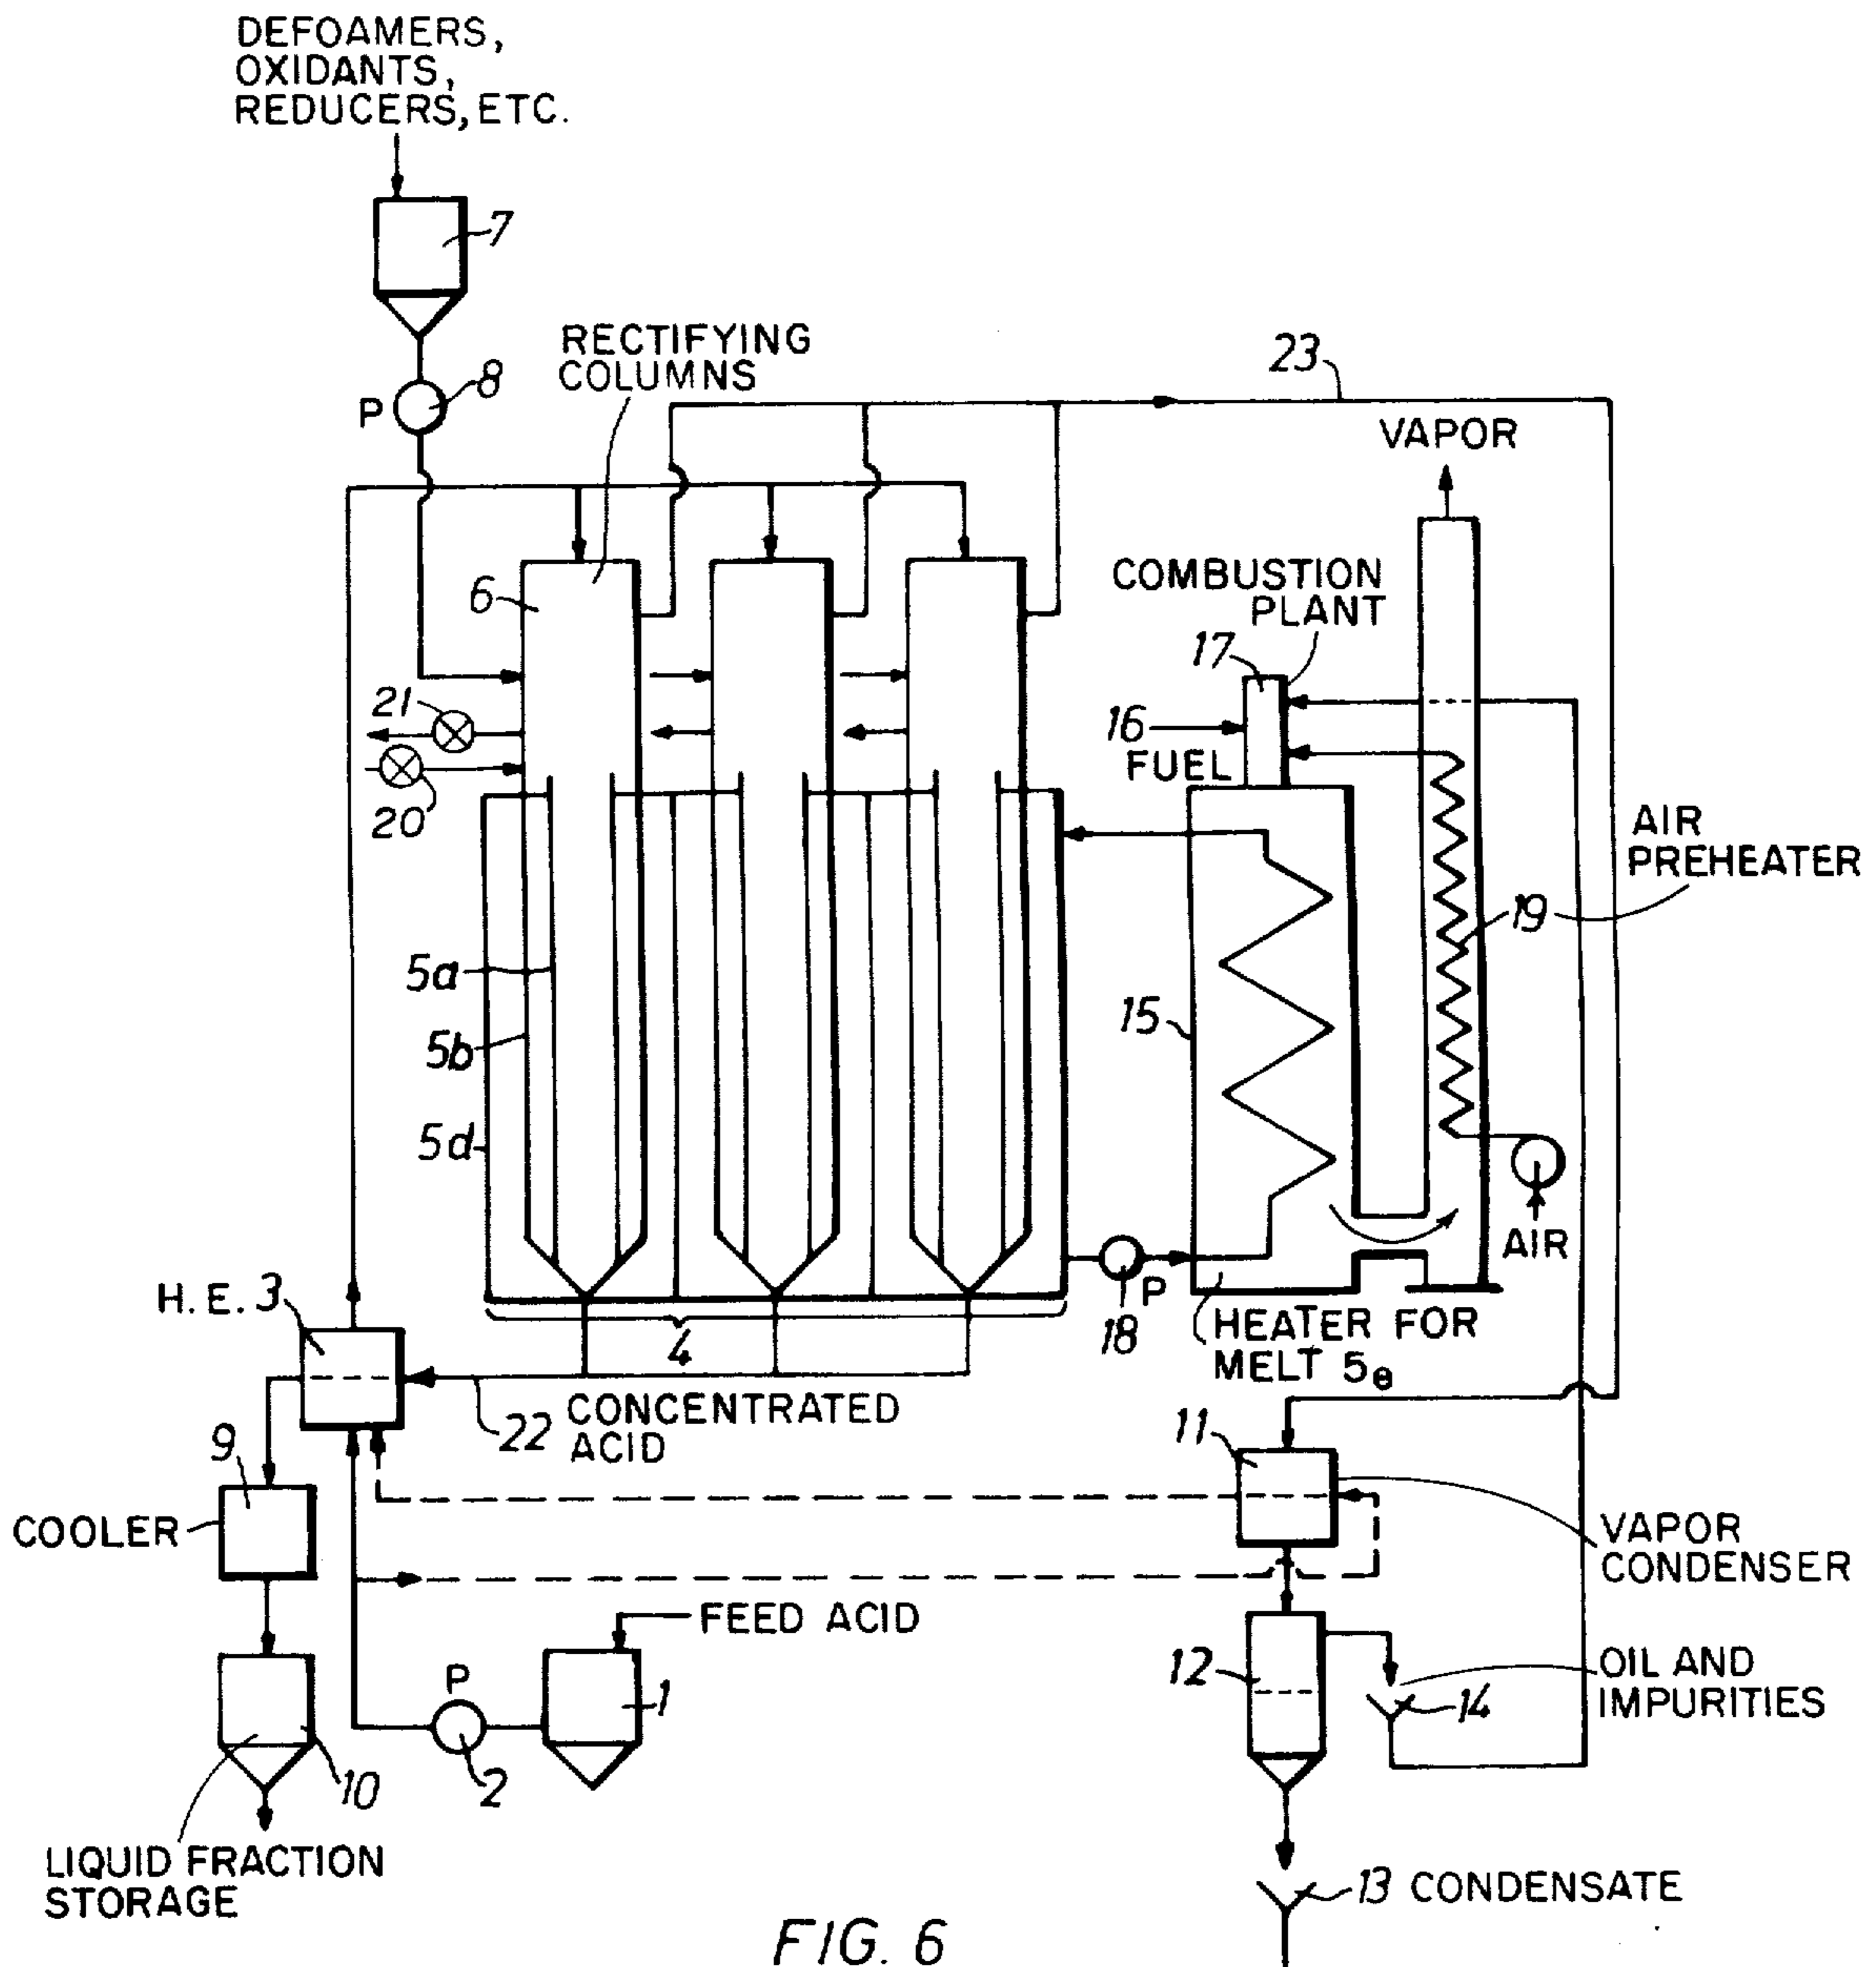 DEFOAMERS,
OXIDANTS,
REDUCERS, ETC.
7
P
8
RECTIFYING
COLUMNS
23
VAPOR
6
COMBUSTION
PLANT
17
21
16
FUEL
20
AIR
PREHEATER
19
5a
15
5b
5d
AIR
H. E. 3
P
18
4
HEATER FOR
MELT 5e
22
CONCENTRATED
ACID
11
9
COOLER
VAPOR
CONDENSER
FEED ACID
P
12
OIL AND
IMPURITIES
14
1
2
10
LIQUID FRACTION
STORAGE
13 CONDENSATE
FIG. 6